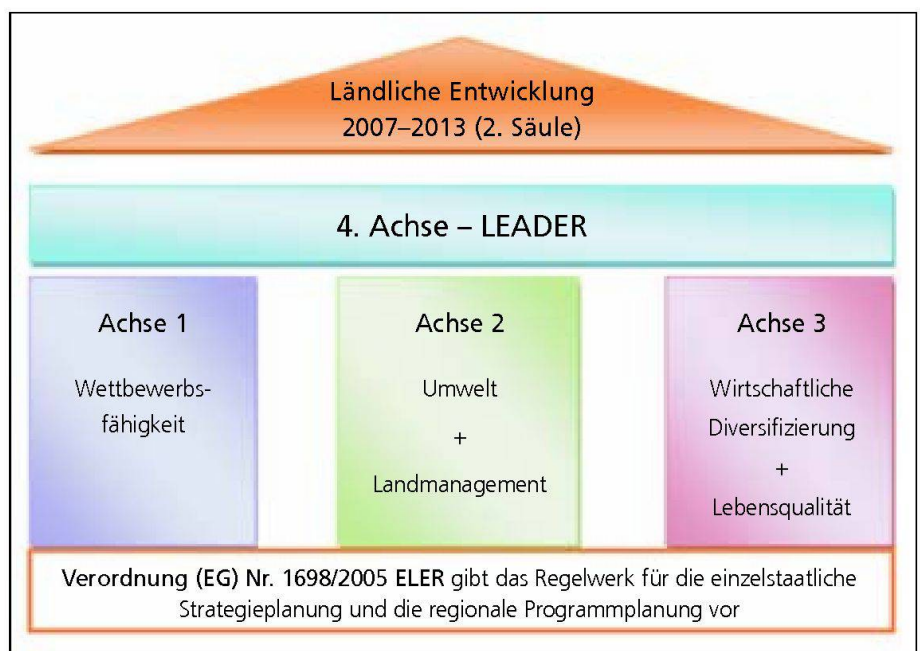 Ländliche Entwicklung
2007–2013 (2. Säule)
4. Achse – LEADER
Achse 1
Wettbewerbs-
fähigkeit
Achse 2
Umwelt
+
Landmanagement
Achse 3
Wirtschaftliche
Diversifizierung
+
Lebensqualität
Verordnung (EG) Nr. 1698/2005 ELER gibt das Regelwerk für die einzelstaatliche
Strategieplanung und die regionale Programmplanung vor